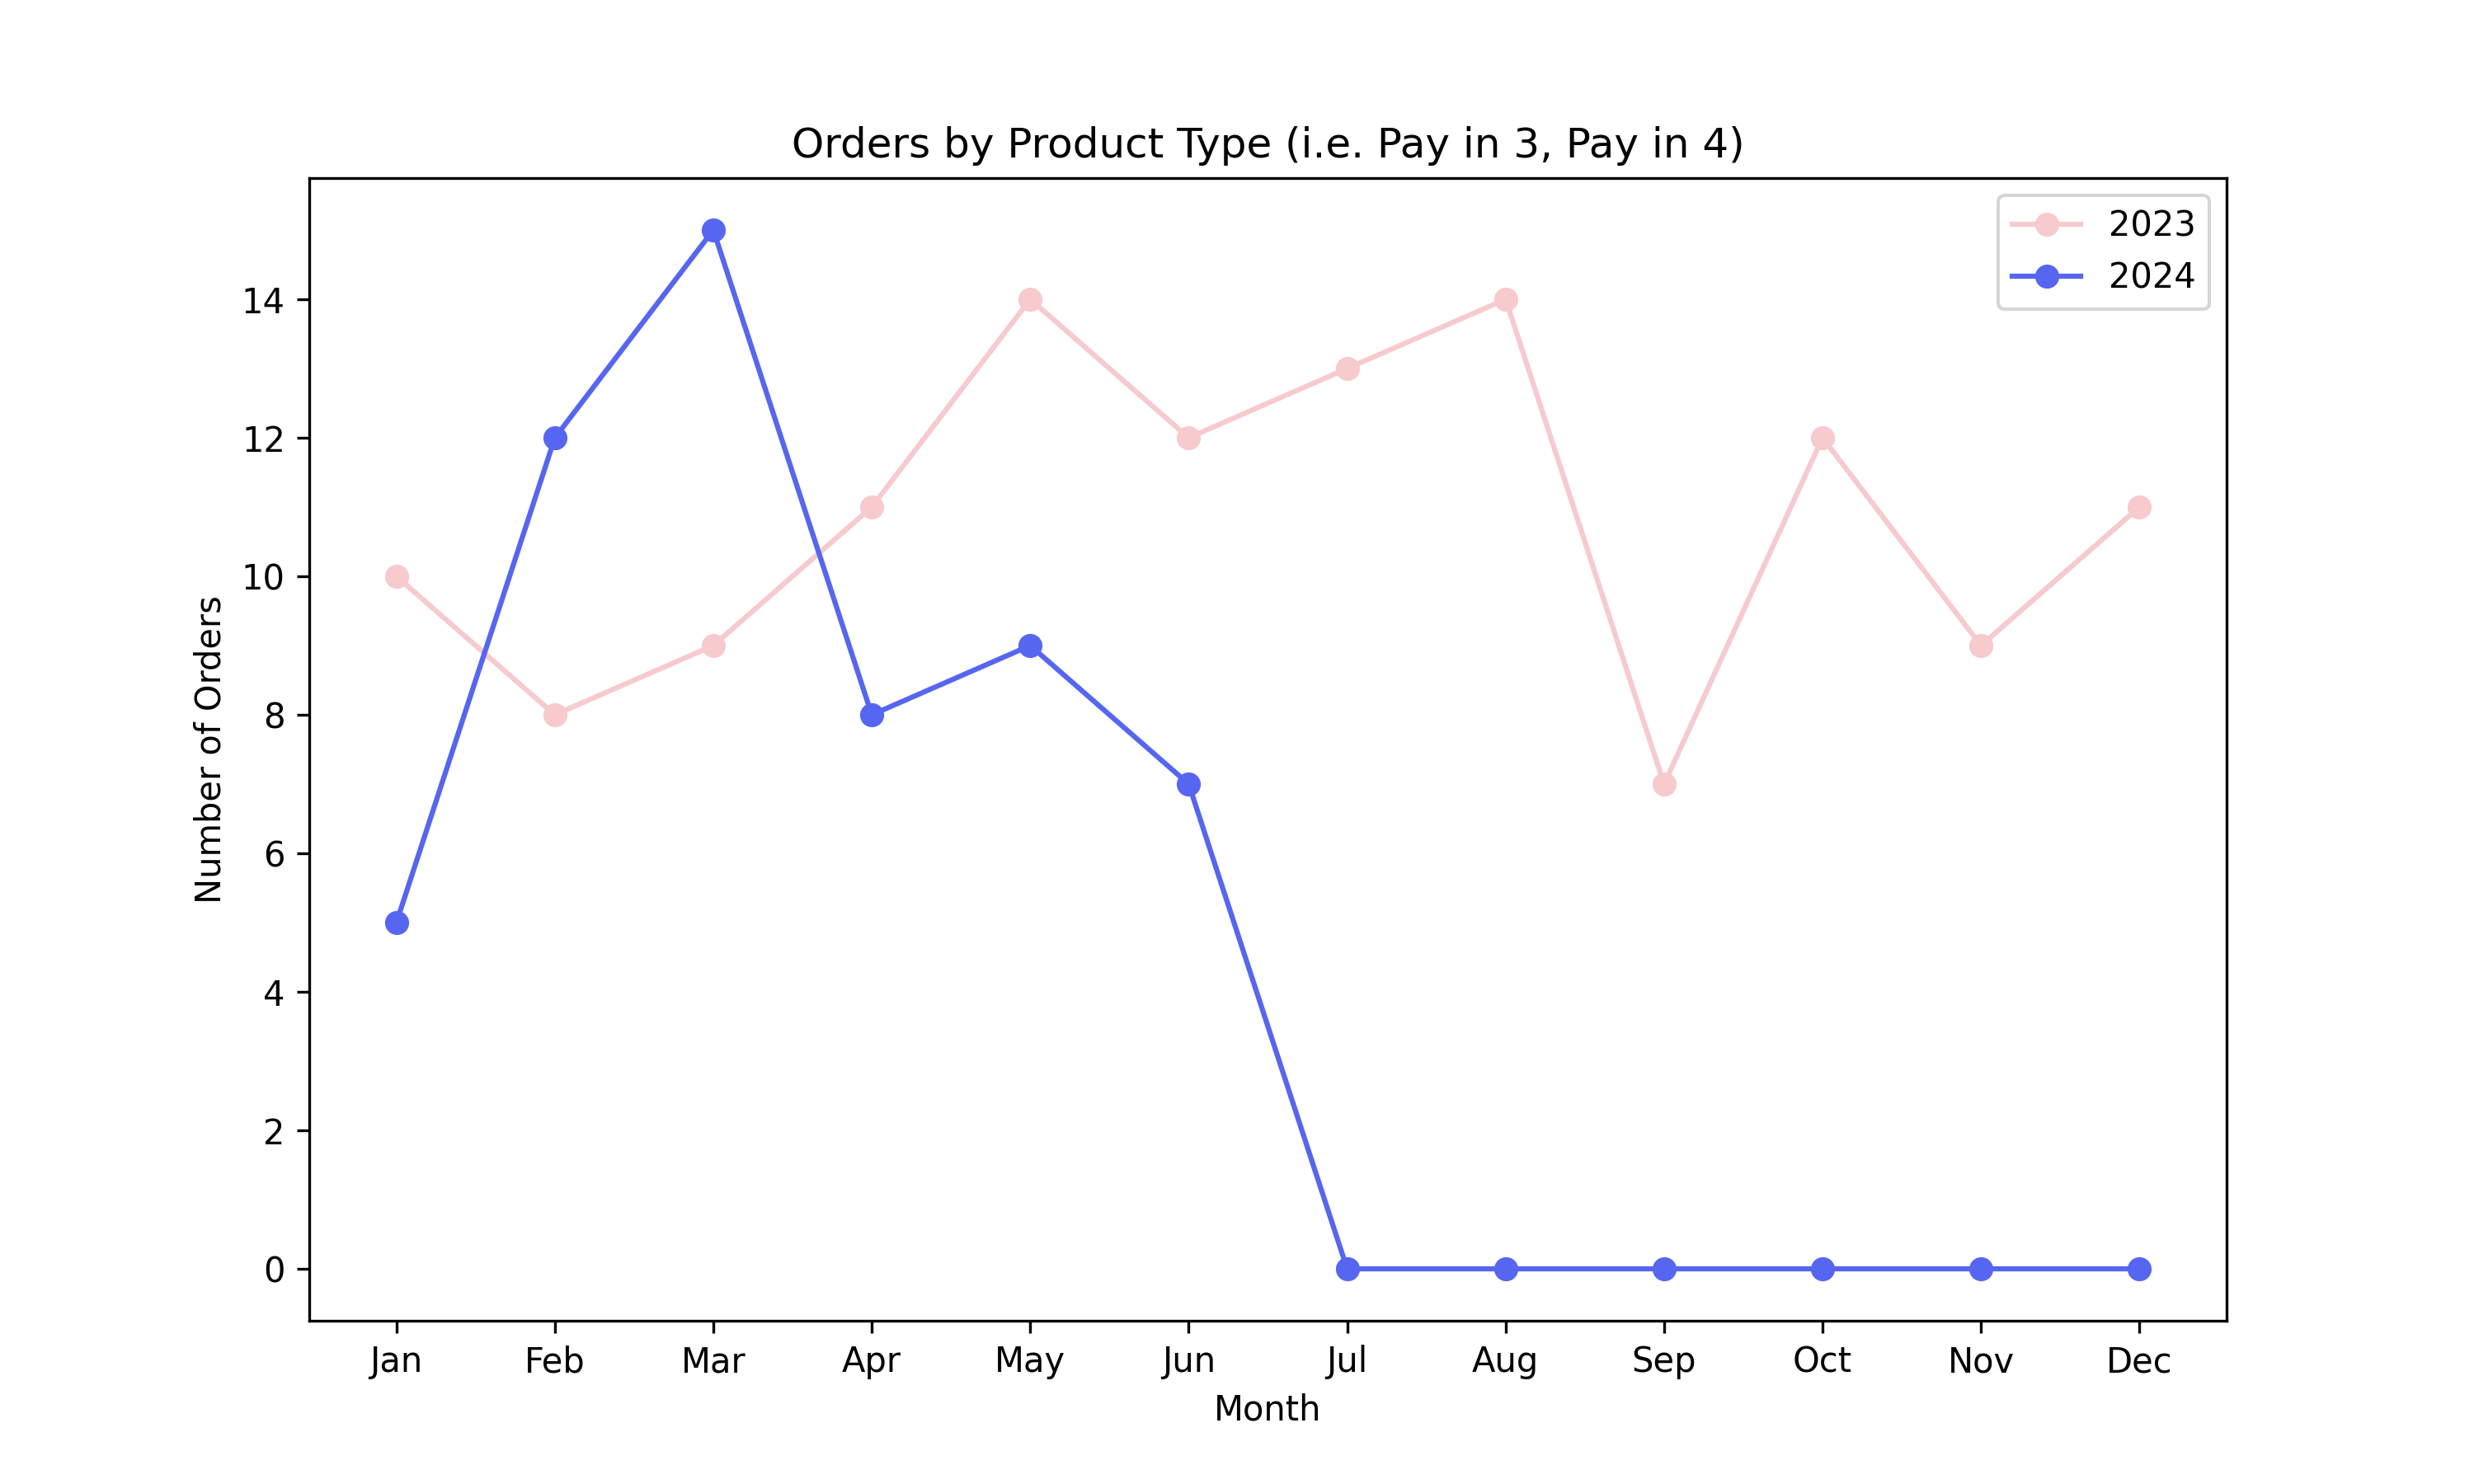 Orders by Product Type (i.e. Pay in 3, Pay in 4)
2023
2024
14
12
10
8
6
4
2
0
Number of Orders
Jan Feb Mar Apr May Jun Jul Aug Sep Oct Nov Dec
Month